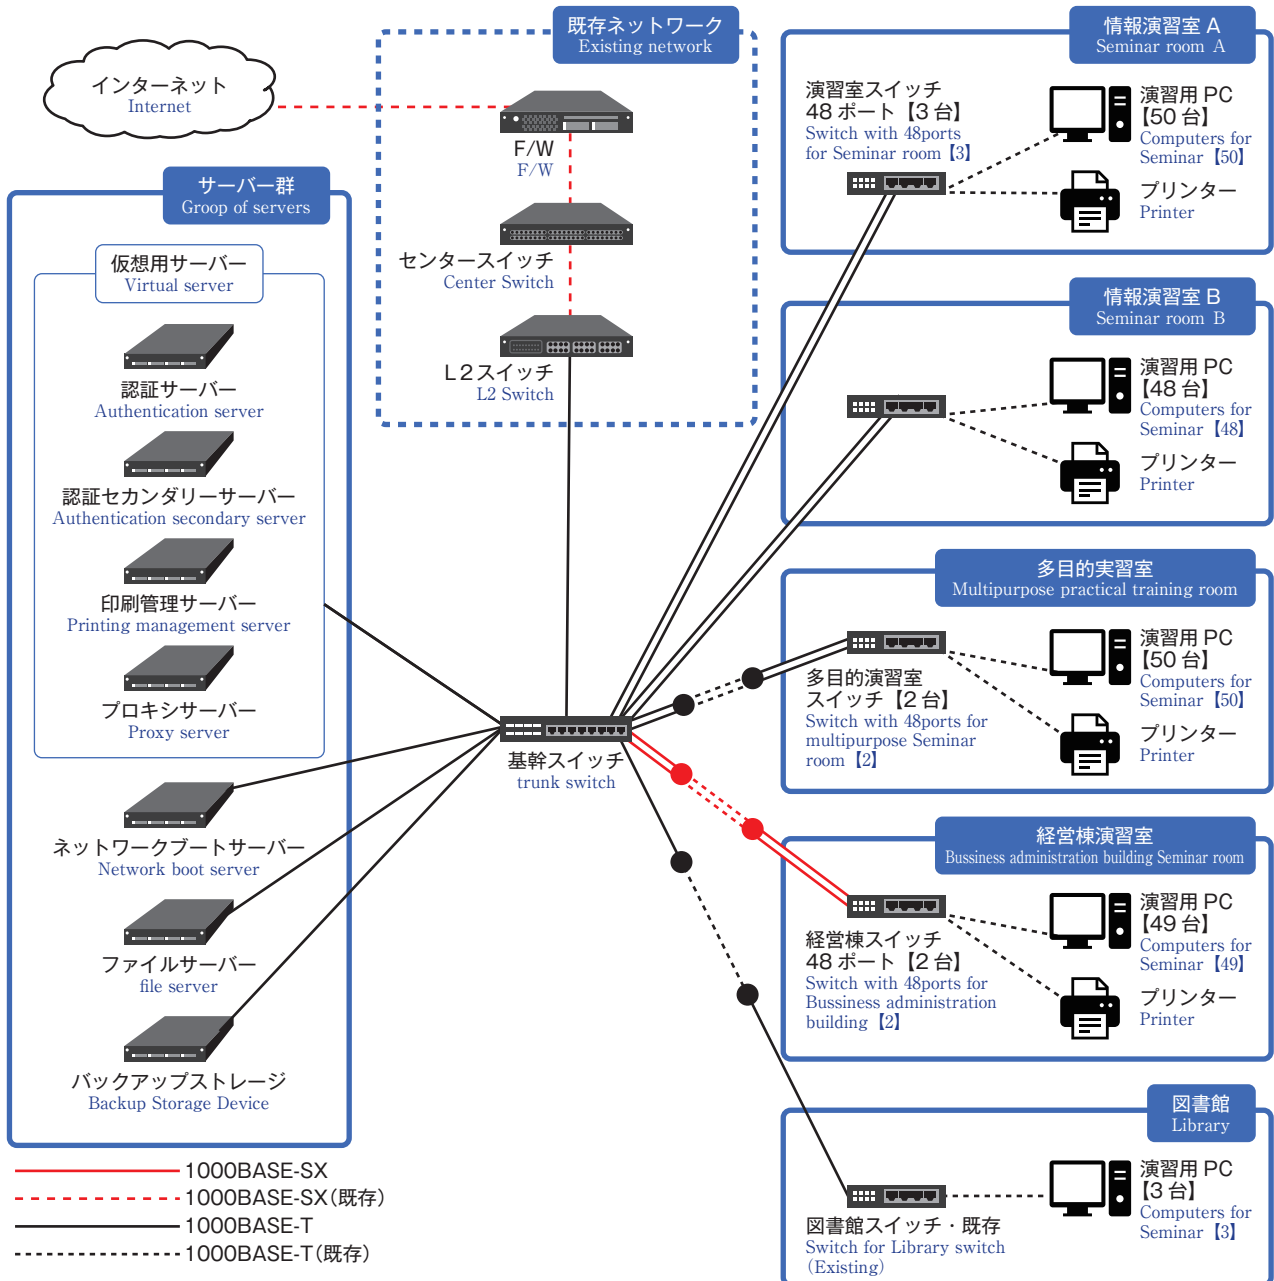 インターネット
Internet
既存ネットワーク
Existing network
F/W
F/W
センタースイッチ
Center Switch
L2スイッチ
L2 Switch
サーバー群
Groop of servers
仮想用サーバー
Virtual server
認証サーバー
Authentication server
認証セカンダリーサーバー
Authentication secondary server
印刷管理サーバー
Printing management server
プロキシサーバー
Proxy server
ネットワークブートサーバー
Network boot server
ファイルサーバー
file server
バックアップストレージ
Backup Storage Device
基幹スイッチ
trunk switch
情報演習室 A
Seminar room A
演習室スイッチ
48 ポート【3 台】
Switch with 48ports
for Seminar room【3】
演習用 PC
【50 台】
Computers for
Seminar【50】
プリンター
Printer
情報演習室 B
Seminar room B
演習用 PC
【48 台】
Computers for
Seminar【48】
プリンター
Printer
多目的実習室
Multipurpose practical training room
多目的演習室
スイッチ【2 台】
Switch with 48ports for
multipurpose Seminar
room【2】
演習用 PC
【50 台】
Computers for
Seminar【50】
プリンター
Printer
経営棟演習室
Bussiness administration building Seminar room
経営棟スイッチ
48 ポート【2 台】
Switch with 48ports for
Bussiness administration
building【2】
演習用 PC
【49 台】
Computers for
Seminar【49】
プリンター
Printer
図書館
Library
図書館スイッチ・既存
Switch for Library switch
(Existing)
演習用 PC
【3 台】
Computers for
Seminar【3】
1000BASE-SX
1000BASE-SX(既存)
1000BASE-T
1000BASE-T(既存)